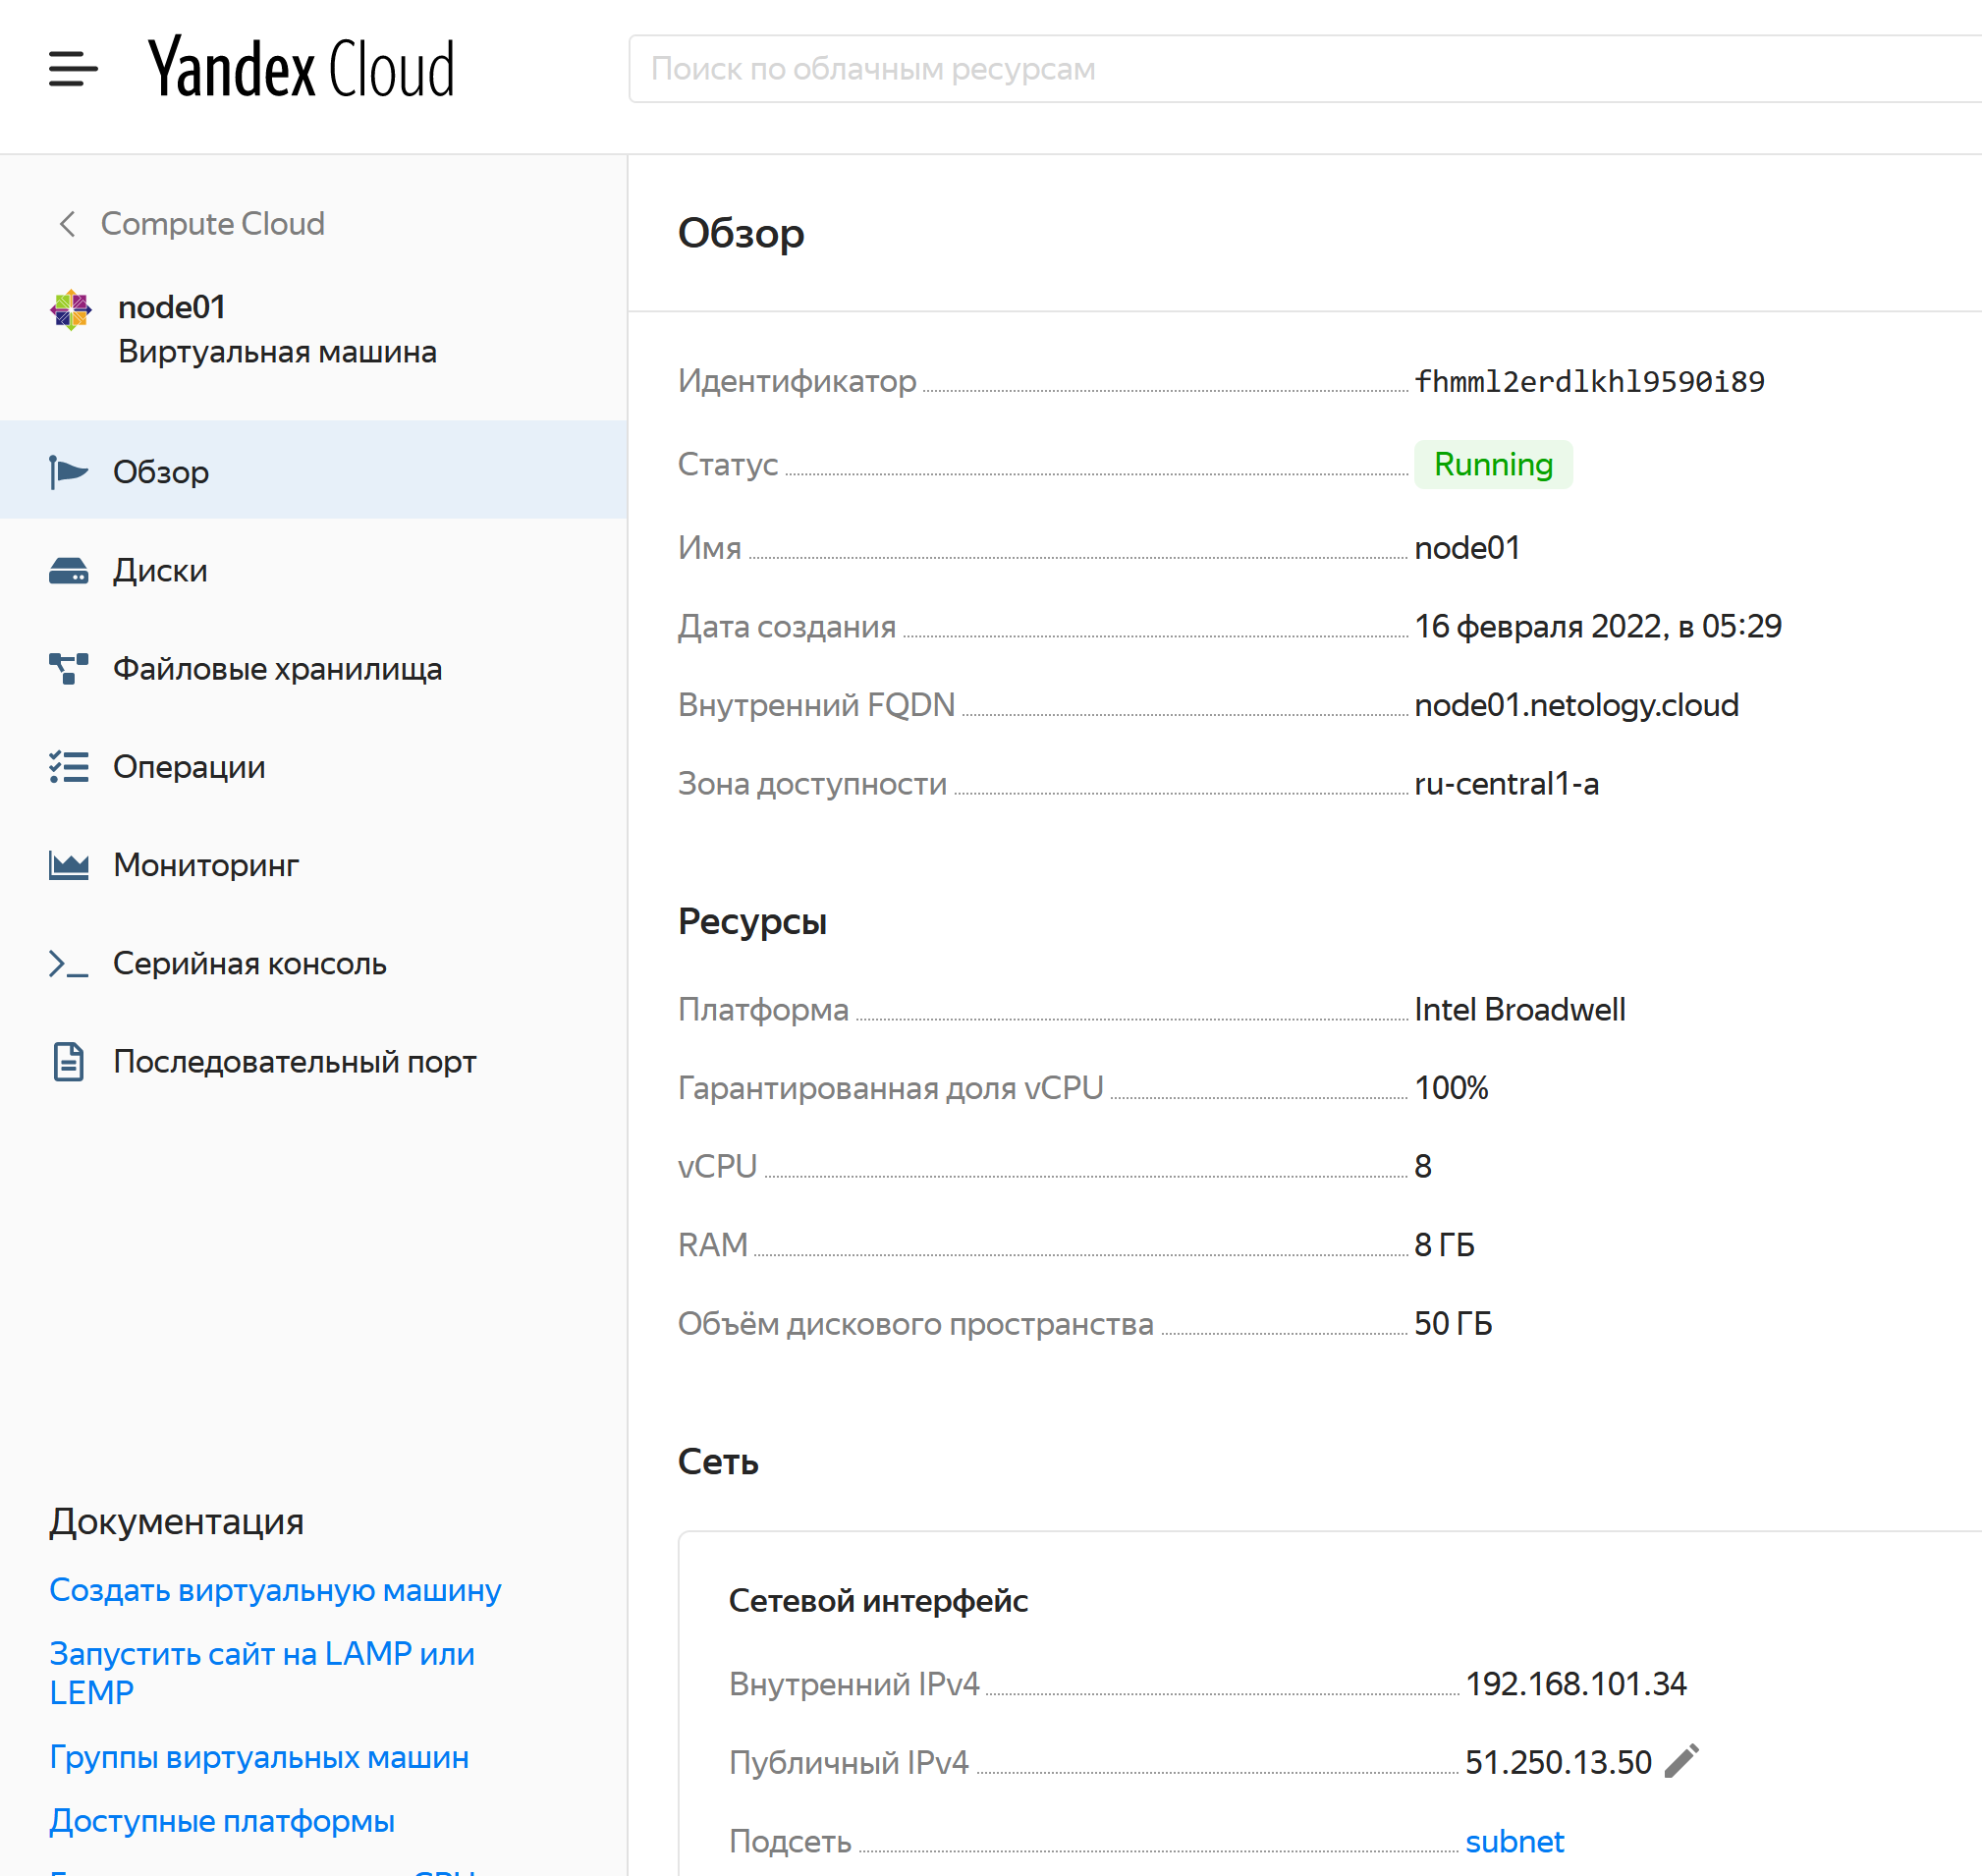 Yandex Cloud
Поиск по облачным ресурсам
Compute Cloud
node01
Виртуальная машина
Обзор
Диски
Файловые хранилища
Операции
Мониторинг
Серийная консоль
Последовательный порт
Документация
Создать виртуальную машину
Запустить сайт на LAMP или
LEMP
Группы виртуальных машин
Доступные платформы
Обзор
Идентификатор fhmml2erdlkhl9590i89
Статус Running
Имя node01
Дата создания 16 февраля 2022, в 05:29
Внутренний FQDN node01.netology.cloud
Зона доступности ru-central1-a
Ресурсы
Платформа Intel Broadwell
Гарантированная доля vCPU 100%
vCPU 8
RAM 8 ГБ
Объём дискового пространства 50 ГБ
Сеть
Сетевой интерфейс
Внутренний IPv4 192.168.101.34
Публичный IPv4 51.250.13.50
Подсеть subnet